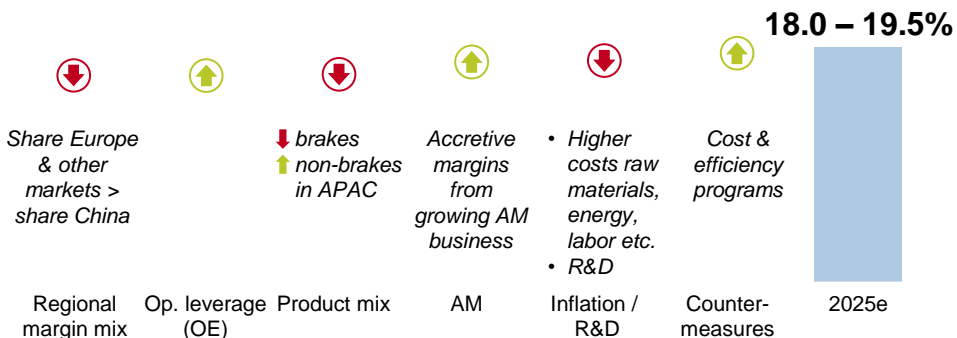 18.0 – 19.5%
Share Europe
& other
markets >
share China
brakes
non-brakes
in APAC
Accretive
margins
from
growing AM
business
• Higher
costs raw
materials,
energy,
labor etc.
• R&D
Cost &
efficiency
programs
Regional
margin mix
Op. leverage
(OE)
Product mix
AM
Inflation /
R&D
Counter-
measures
2025e